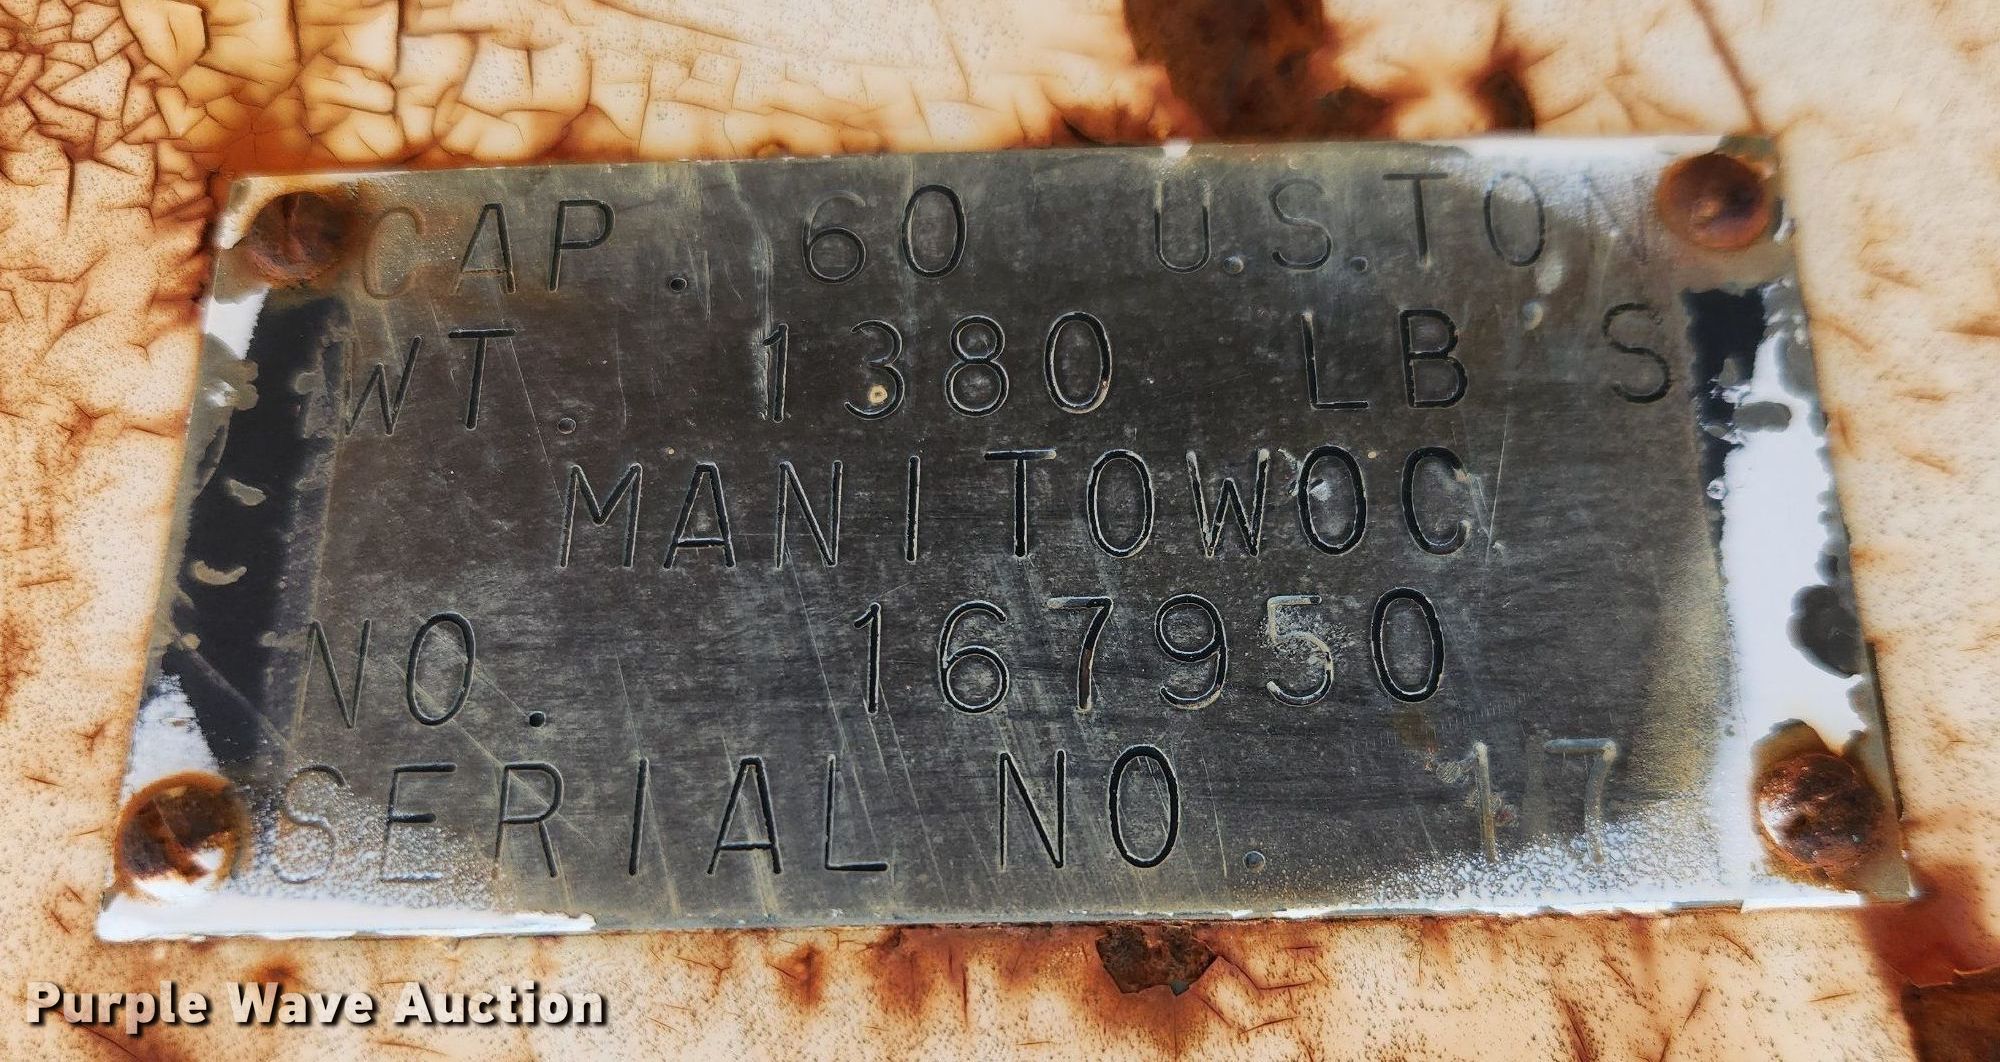 CAP. 60 U.S.TON
WT. 1380 LBS
MANITOWOC
NO. 167950
SERIAL NO. 17
Purple Wave Auction